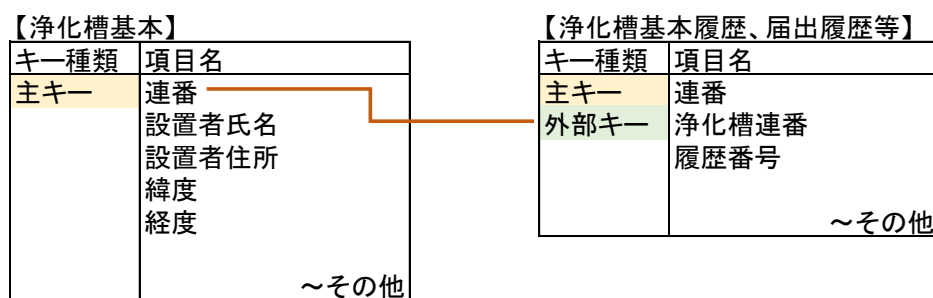 【浄化槽基本】
キー種類 項目名
主キー 連番
設置者氏名
設置者住所
緯度
経度
～その他
【浄化槽基本履歴、届出履歴等】
キー種類 項目名
主キー 連番
外部キー 浄化槽連番
履歴番号
～その他